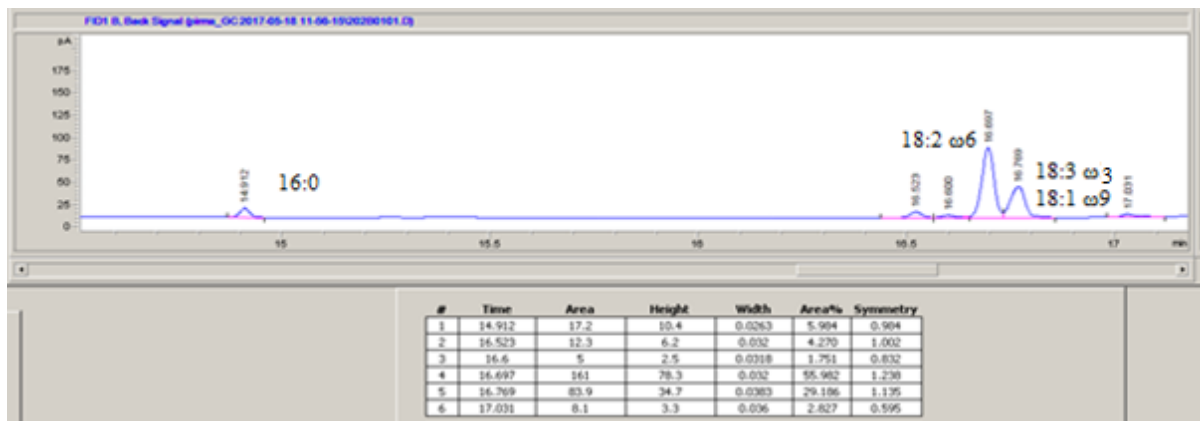 FID1 B, Back Signal (pirma_GC 2017-05-18 11-56-15\202B0101.D)
pA
175
150
125
100
75
50
25
0
14.912
16:0
16.523
16.600
18:2 ω6
16.697
16.769
18:3 ω3
18:1 ω9
17.031
15
15.5
16
16.5
17
min
# Time Area Height Width Area% Symmetry
1 14.912 17.2 10.4 0.0263 5.984 0.984
2 16.523 12.3 6.2 0.032 4.270 1.002
3 16.6 5 2.5 0.0318 1.751 0.832
4 16.697 161 78.3 0.032 55.982 1.238
5 16.769 83.9 34.7 0.0383 29.186 1.135
6 17.031 8.1 3.3 0.036 2.827 0.595